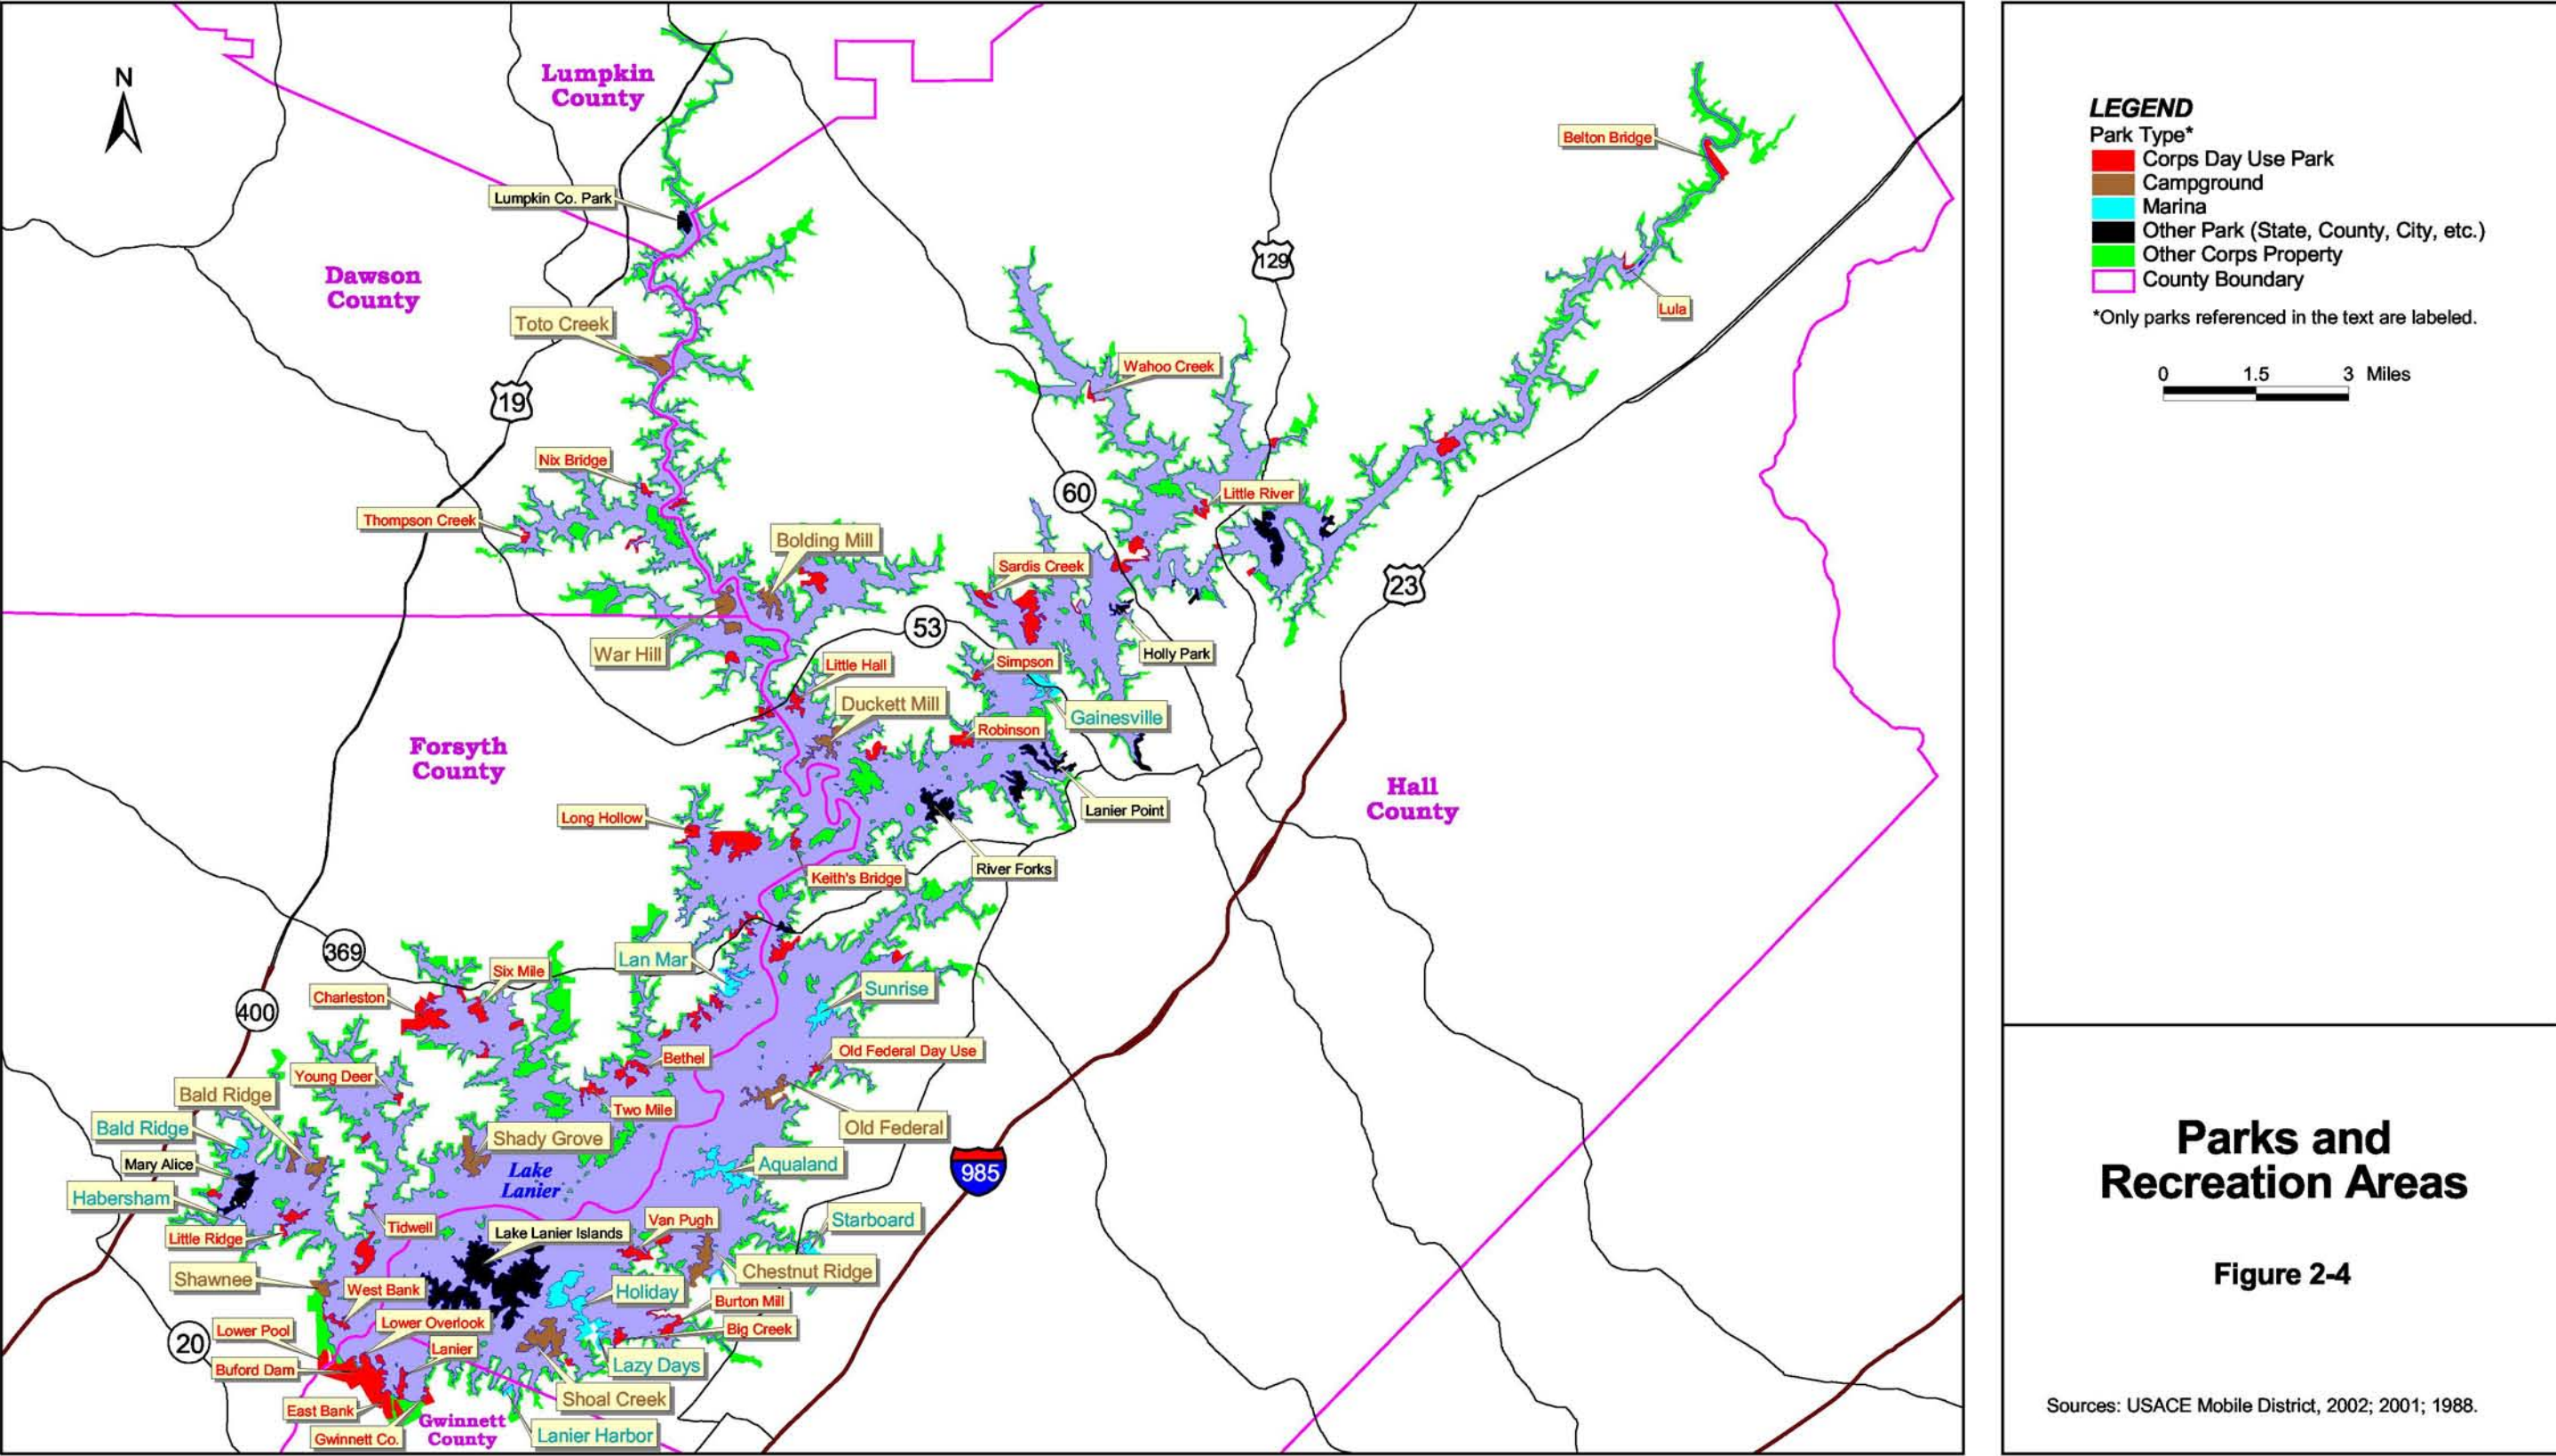 N
Lumpkin
County
Belton Bridge
Lumpkin Co. Park
129
Dawson
County
Lula
Toto Creek
Wahoo Creek
19
Nix Bridge
60
Little River
Thompson Creek
Bolding Mill
Sardis Creek
23
53
War Hill
Holly Park
Little Hall
Simpson
Duckett Mill
Gainesville
Robinson
Forsyth
County
Hall
County
Lanier Point
Long Hollow
River Forks
Keith's Bridge
369
Lan Mar
Six Mile
Sunrise
Charleston
400
Old Federal Day Use
Bethel
Young Deer
Bald Ridge
Two Mile
Bald Ridge
Old Federal
Shady Grove
Mary Alice
Aqualand
985
Lake
Lanier
Habersham
Van Pugh
Starboard
Tidwell
Lake Lanier Islands
Little Ridge
Chestnut Ridge
Shawnee
West Bank
Holiday
Burton Mill
Lower Overlook
Big Creek
Lower Pool
20
Lanier
Lazy Days
Buford Dam
Shoal Creek
East Bank
Gwinnett
County
Lanier Harbor
Gwinnett Co.
LEGEND
Park Type*
Corps Day Use Park
Campground
Marina
Other Park (State, County, City, etc.)
Other Corps Property
County Boundary
*Only parks referenced in the text are labeled.
0 1.5 3 Miles
Parks and
Recreation Areas
Figure 2-4
Sources: USACE Mobile District, 2002; 2001; 1988.